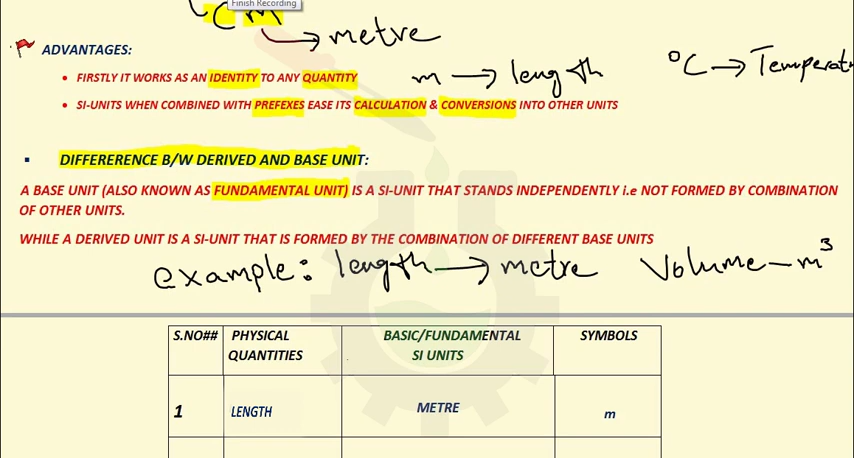 Finish Recording
Cm
→ metre
ADVANTAGES:
• FIRSTLY IT WORKS AS AN IDENTITY TO ANY QUANTITY m → length °C → Temperat
• SI-UNITS WHEN COMBINED WITH PREFEXES EASE ITS CALCULATION & CONVERSIONS INTO OTHER UNITS
▪ DIFFERERENCE B/W DERIVED AND BASE UNIT:
A BASE UNIT (ALSO KNOWN AS FUNDAMENTAL UNIT) IS A SI-UNIT THAT STANDS INDEPENDENTLY i.e NOT FORMED BY COMBINATION
OF OTHER UNITS.
WHILE A DERIVED UNIT IS A SI-UNIT THAT IS FORMED BY THE COMBINATION OF DIFFERENT BASE UNITS
example: length → metre Volume – m³
S.NO## PHYSICAL QUANTITIES BASIC/FUNDAMENTAL SI UNITS SYMBOLS
1 LENGTH METRE m